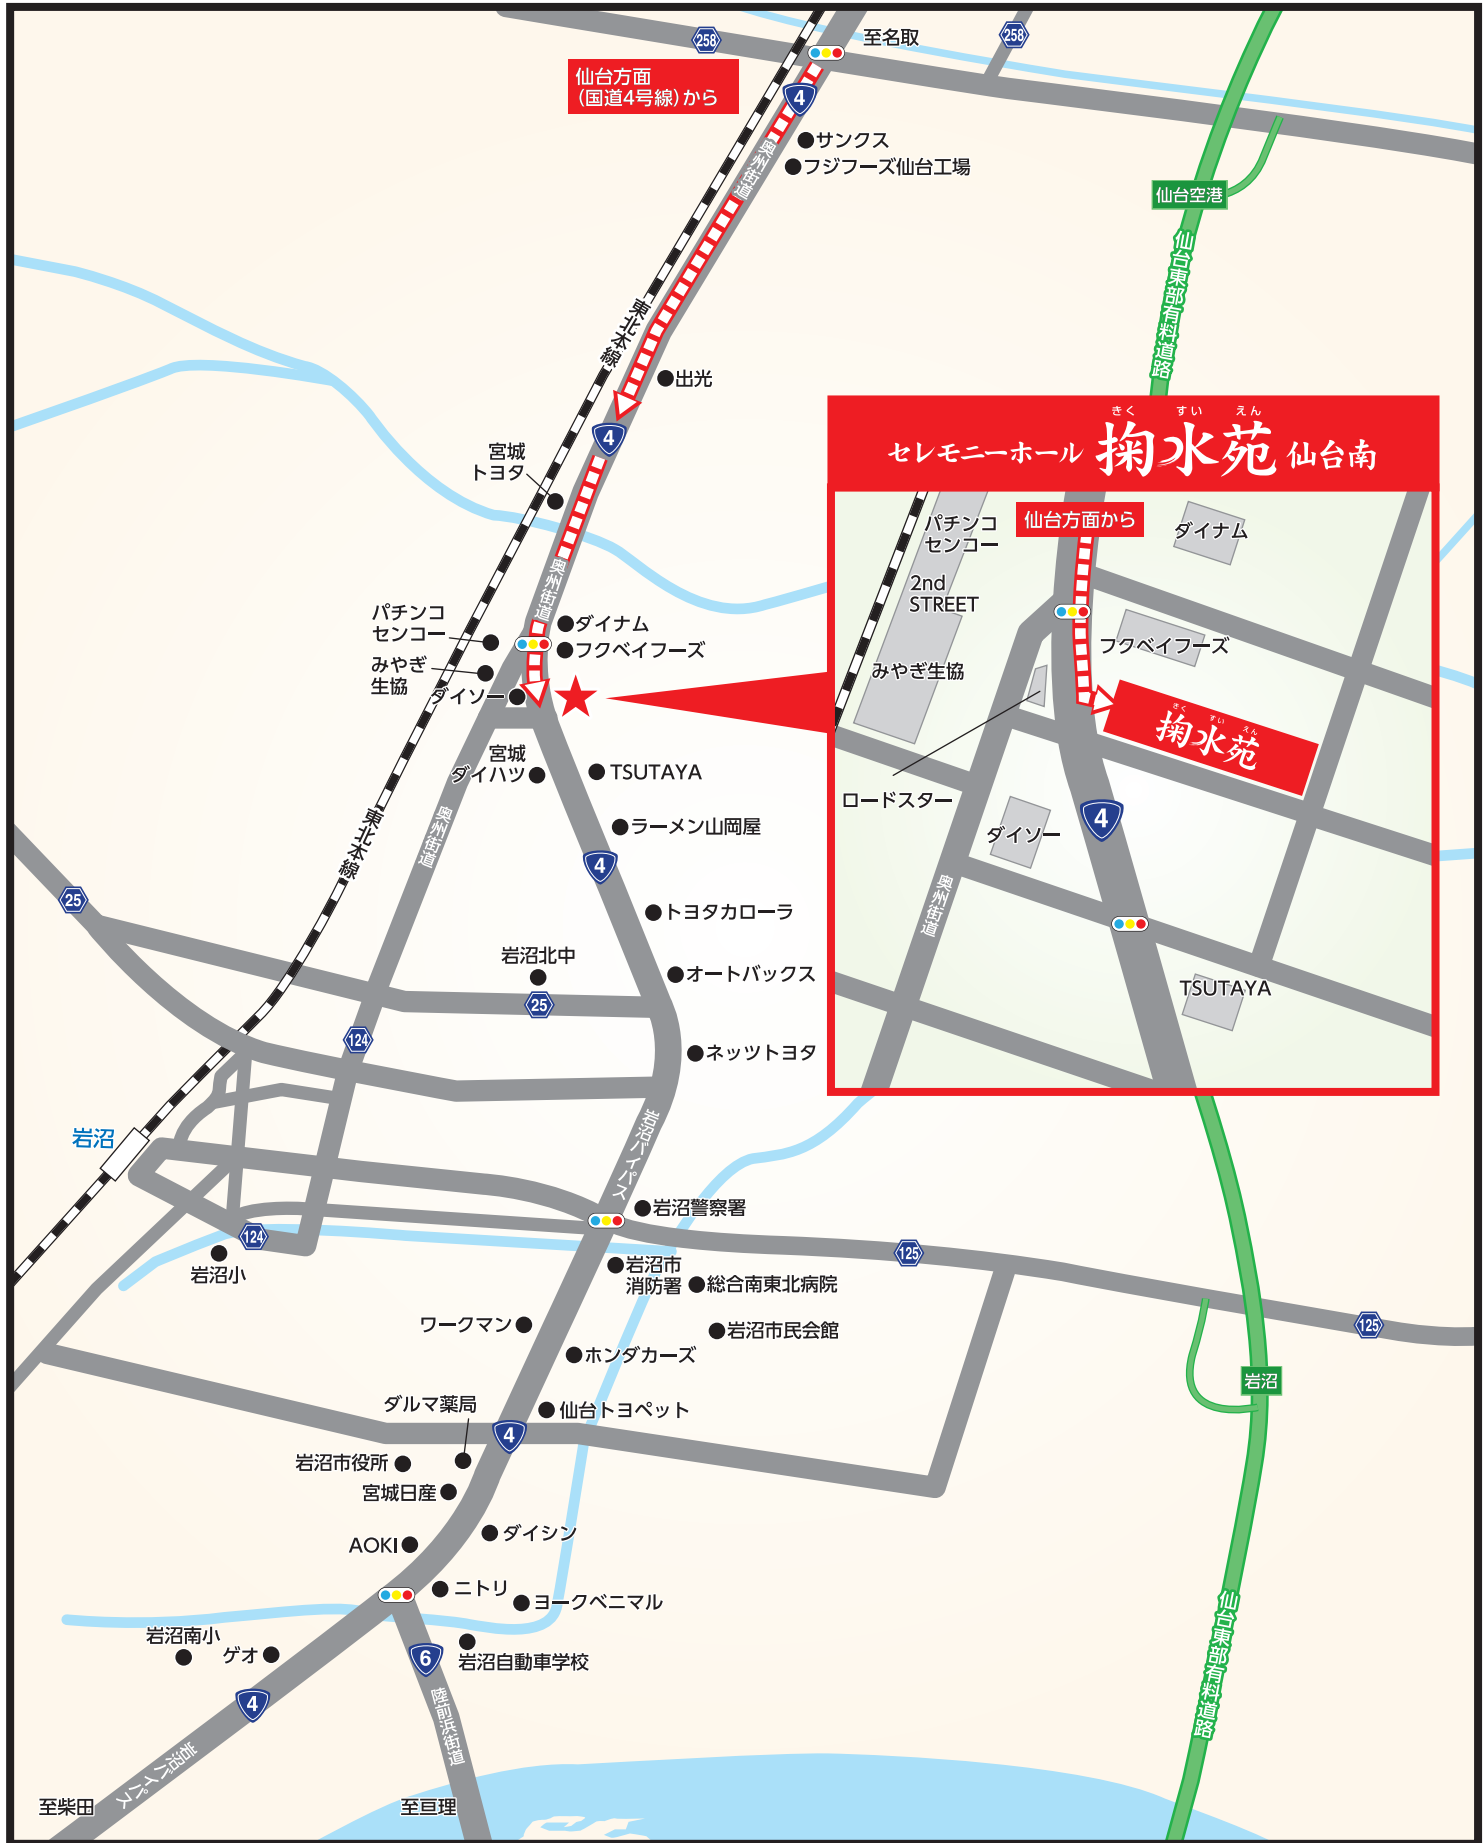 258
至名取
258
仙台方面
(国道4号線)から
4
サンクス
フジフーズ仙台工場
奥州街道
仙台空港
仙台東部有料道路
東北本線
出光
4
宮城
トヨタ
奥州街道
パチンコ
センコー
みやぎ
生協
ダイソー
ダイナム
フクベイフーズ
きく すい えん
セレモニーホール 掬水苑 仙台南
仙台方面から
パチンコ
センコー
2nd
STREET
みやぎ生協
ダイナム
フクベイフーズ
きく すい えん
掬水苑
ロードスター
ダイソー
4
奥州街道
TSUTAYA
宮城
ダイハツ
TSUTAYA
奥州街道
東北本線
ラーメン山岡屋
4
25
トヨタカローラ
岩沼北中
25
オートバックス
124
ネッツトヨタ
岩沼
岩沼バイパス
岩沼警察署
124
岩沼小
125
岩沼市
消防署
総合南東北病院
ワークマン
岩沼市民会館
125
ホンダカーズ
岩沼
ダルマ薬局
仙台トヨペット
4
岩沼市役所
宮城日産
AOKI
ダイシン
ニトリ
ヨークベニマル
岩沼南小
ゲオ
6
岩沼自動車学校
4
陸前浜街道
仙台東部有料道路
岩沼バイパス
至柴田
至亘理